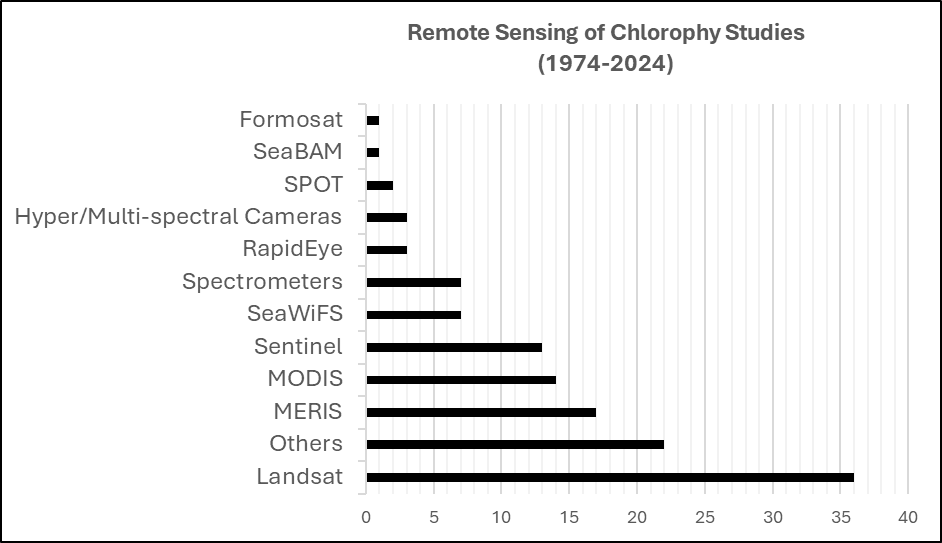 Remote Sensing of Chlorophy Studies
(1974-2024)
Formosat
SeaBAM
SPOT
Hyper/Multi-spectral Cameras
RapidEye
Spectrometers
SeaWiFS
Sentinel
MODIS
MERIS
Others
Landsat
0 5 10 15 20 25 30 35 40